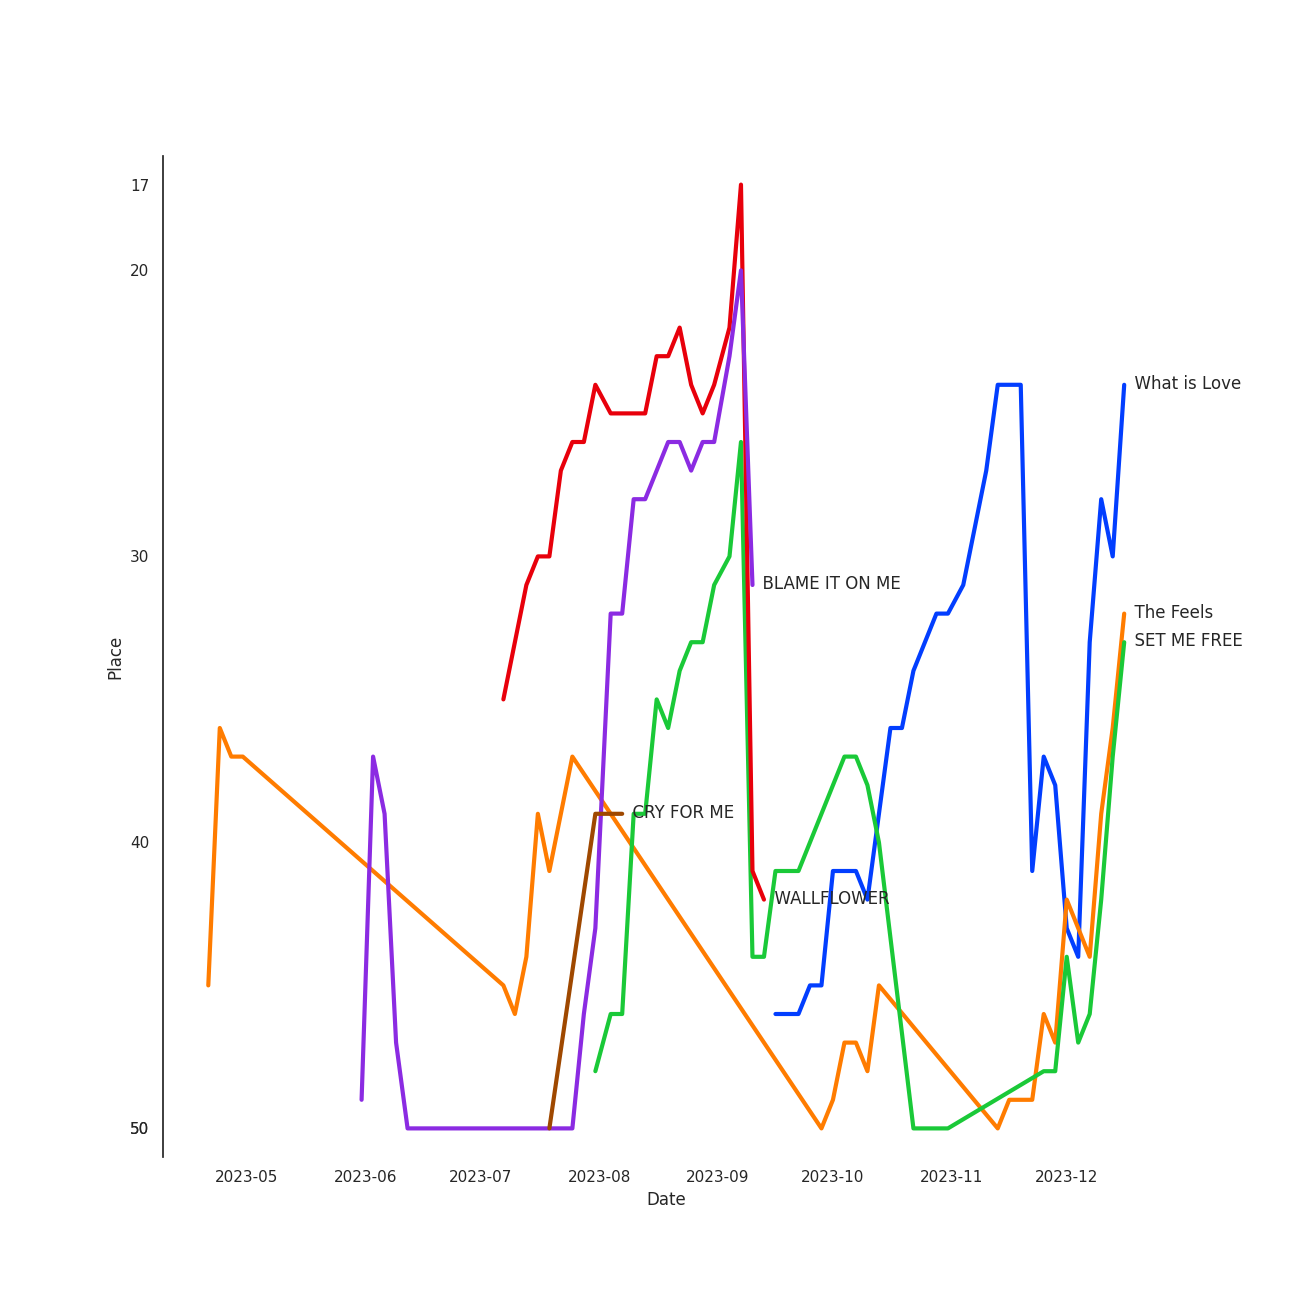 17
20
What is Love
30
BLAME IT ON ME
The Feels
SET ME FREE
Place
CRY FOR ME
40
WALLFLOWER
50
2023-05 2023-06 2023-07 2023-08 2023-09 2023-10 2023-11 2023-12
Date